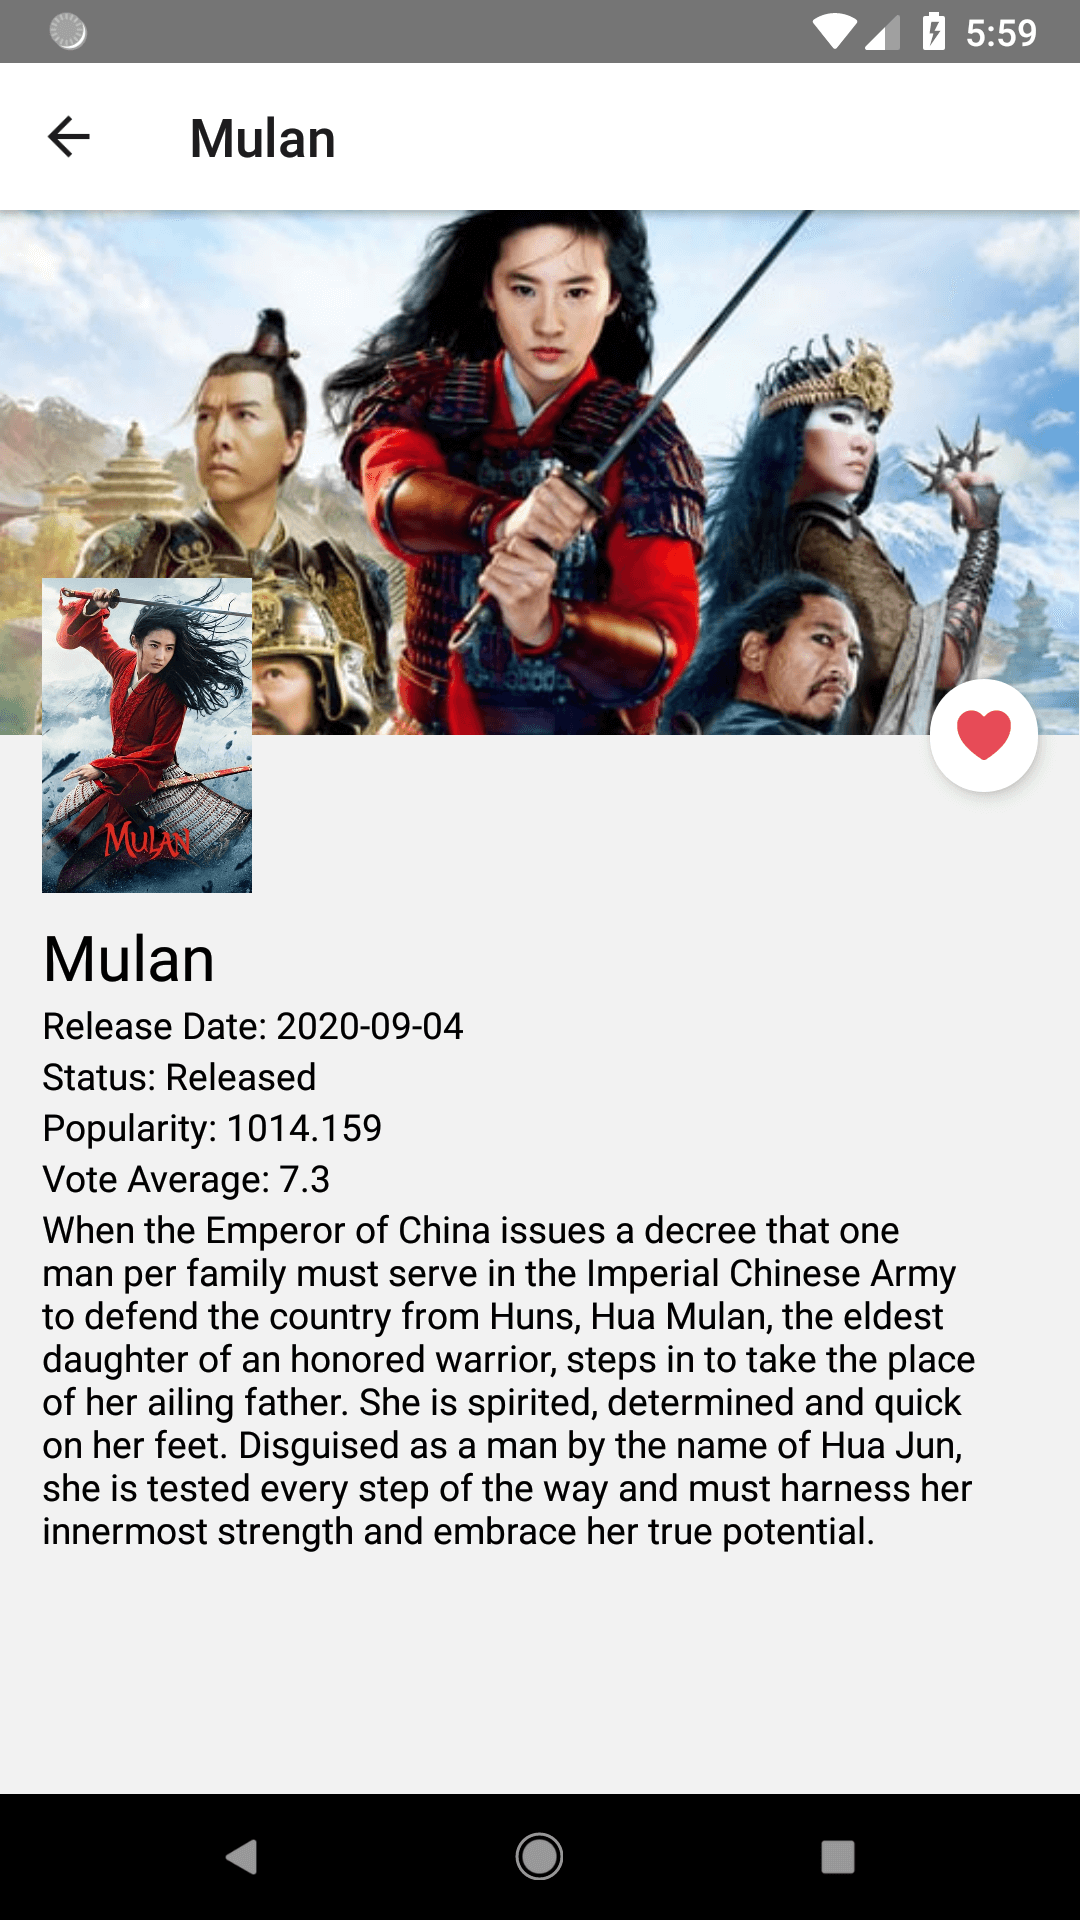 5:59
Mulan
MULAN
Mulan
Release Date: 2020-09-04
Status: Released
Popularity: 1014.159
Vote Average: 7.3
When the Emperor of China issues a decree that one
man per family must serve in the Imperial Chinese Army
to defend the country from Huns, Hua Mulan, the eldest
daughter of an honored warrior, steps in to take the place
of her ailing father. She is spirited, determined and quick
on her feet. Disguised as a man by the name of Hua Jun,
she is tested every step of the way and must harness her
innermost strength and embrace her true potential.